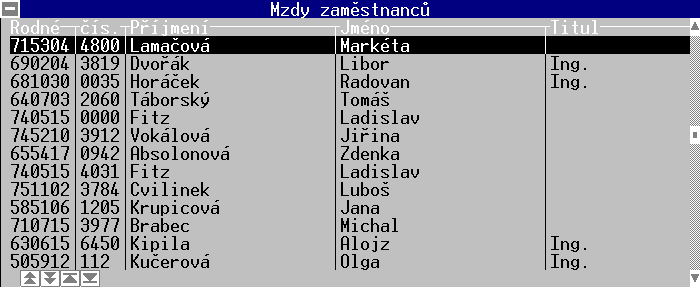 Mzdy zaměstnanců
Rodné čís. Příjmení Jméno Titul
715304 4800 Lamačová Markéta
690204 3819 Dvořák Libor Ing.
681030 0035 Horáček Radovan Ing.
640703 2060 Táborský Tomáš
740515 0000 Fitz Ladislav
745210 3912 Vokálová Jiřina
655417 0942 Absolonová Zdenka
740515 4031 Fitz Ladislav
751102 3784 Cvilinek Luboš
585106 1205 Krupicová Jana
710715 3977 Brabec Michal
630615 6450 Kipila Alojz Ing.
505912 112 Kučerová Olga Ing.